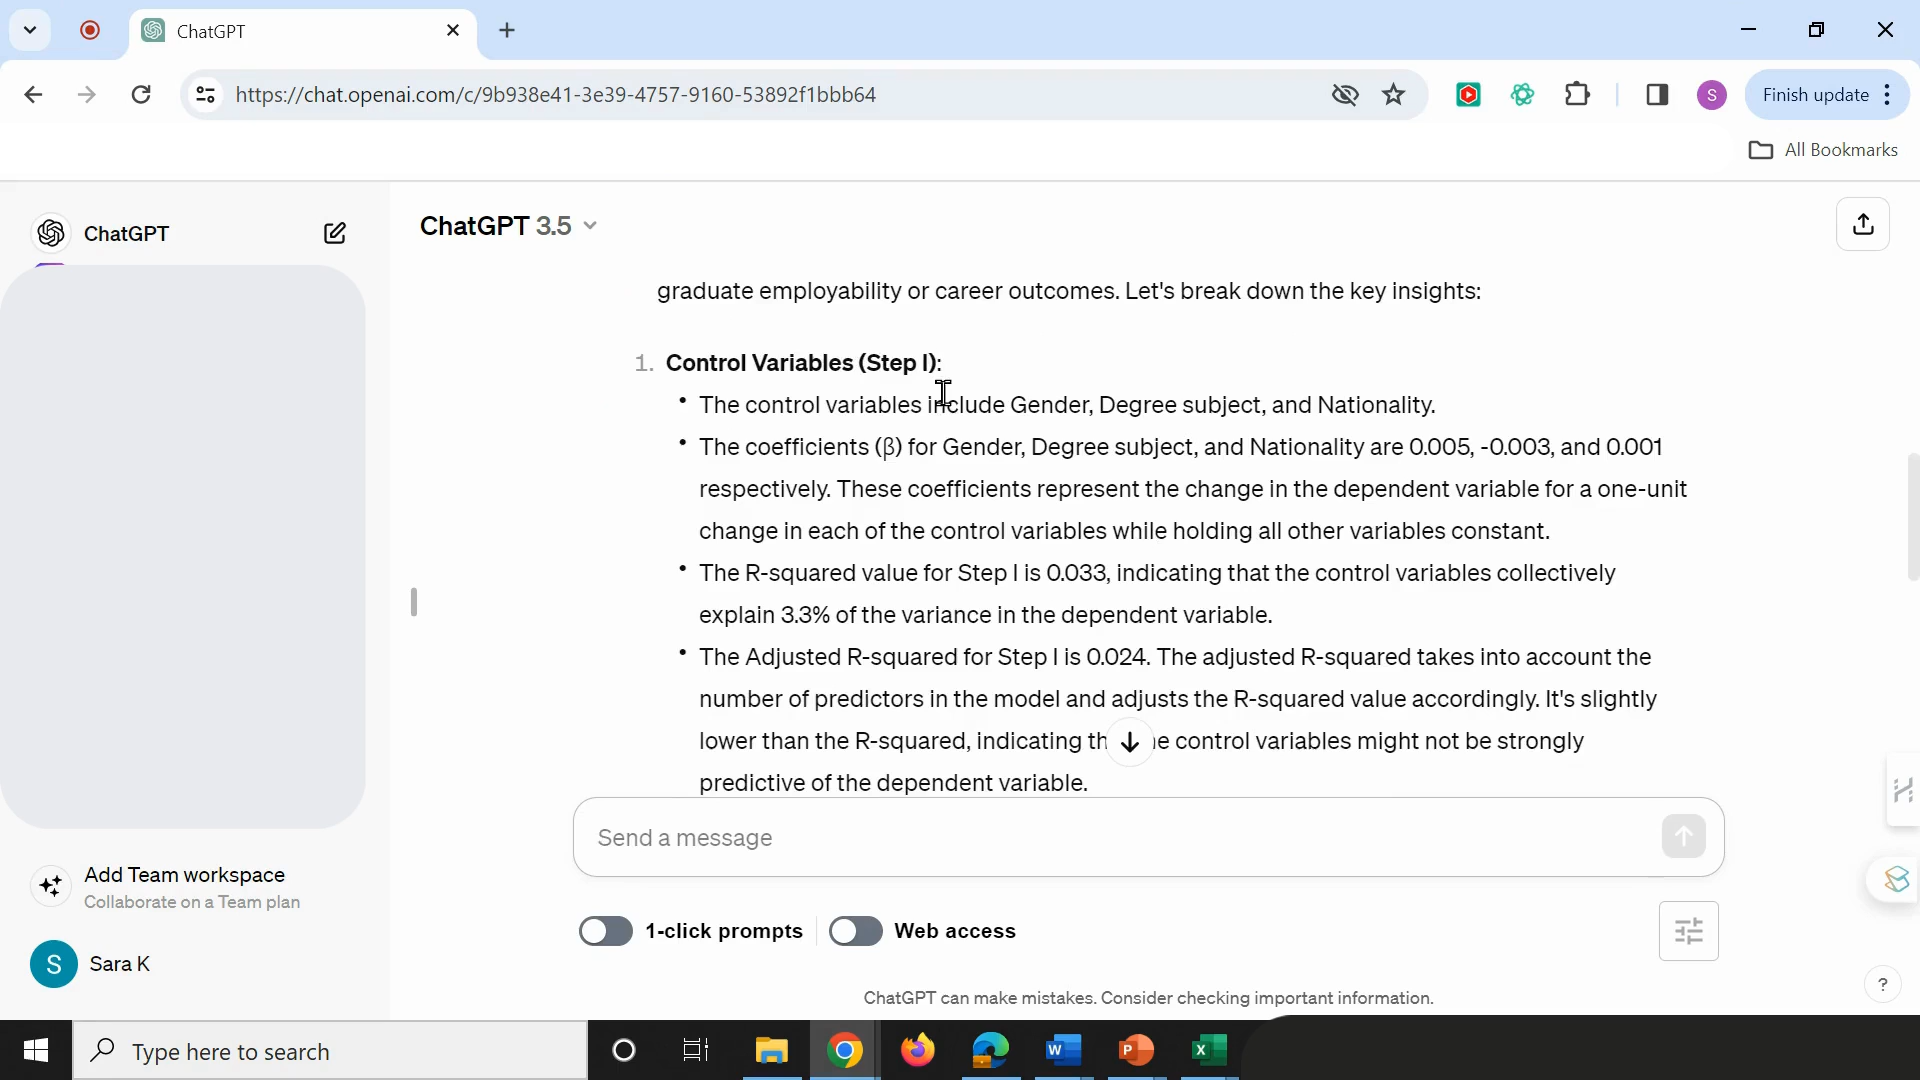 ChatGPT
https://chat.openai.com/c/9b938e41-3e39-4757-9160-53892f1bbb64
S
Finish update
All Bookmarks
ChatGPT
ChatGPT 3.5
graduate employability or career outcomes. Let's break down the key insights:
1. Control Variables (Step I):
• The control variables include Gender, Degree subject, and Nationality.
• The coefficients (β) for Gender, Degree subject, and Nationality are 0.005, -0.003, and 0.001
respectively. These coefficients represent the change in the dependent variable for a one-unit
change in each of the control variables while holding all other variables constant.
• The R-squared value for Step I is 0.033, indicating that the control variables collectively
explain 3.3% of the variance in the dependent variable.
• The Adjusted R-squared for Step I is 0.024. The adjusted R-squared takes into account the
number of predictors in the model and adjusts the R-squared value accordingly. It's slightly
lower than the R-squared, indicating th e control variables might not be strongly
predictive of the dependent variable.
Send a message
Add Team workspace
Collaborate on a Team plan
1-click prompts
Web access
S
Sara K
?
ChatGPT can make mistakes. Consider checking important information.
Type here to search
W
P
X